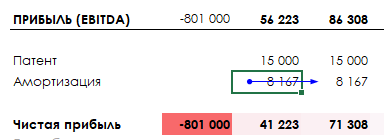 ПРИБЫЛЬ (EBITDA) -801 000 56 223 86 308
Патент 15 000 15 000
Амортизация 8 167 8 167
Чистая прибыль -801 000 41 223 71 308